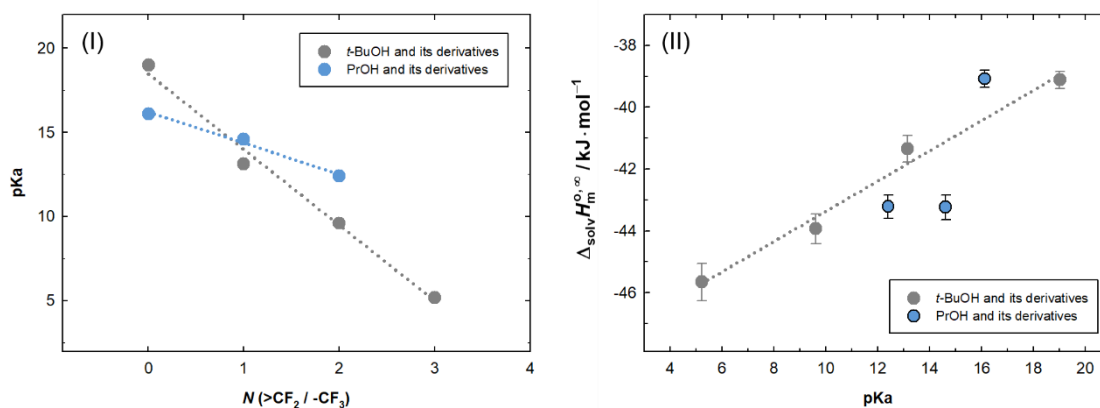 (I)
t-BuOH and its derivatives
PrOH and its derivatives
20
15
10
5
pKa
0 1 2 3 4
N (>CF₂ / -CF₃)
(II)
-38
-40
-42
-44
-46
ΔsolvHm°,∞ / kJ · mol⁻¹
t-BuOH and its derivatives
PrOH and its derivatives
4 6 8 10 12 14 16 18 20
pKa